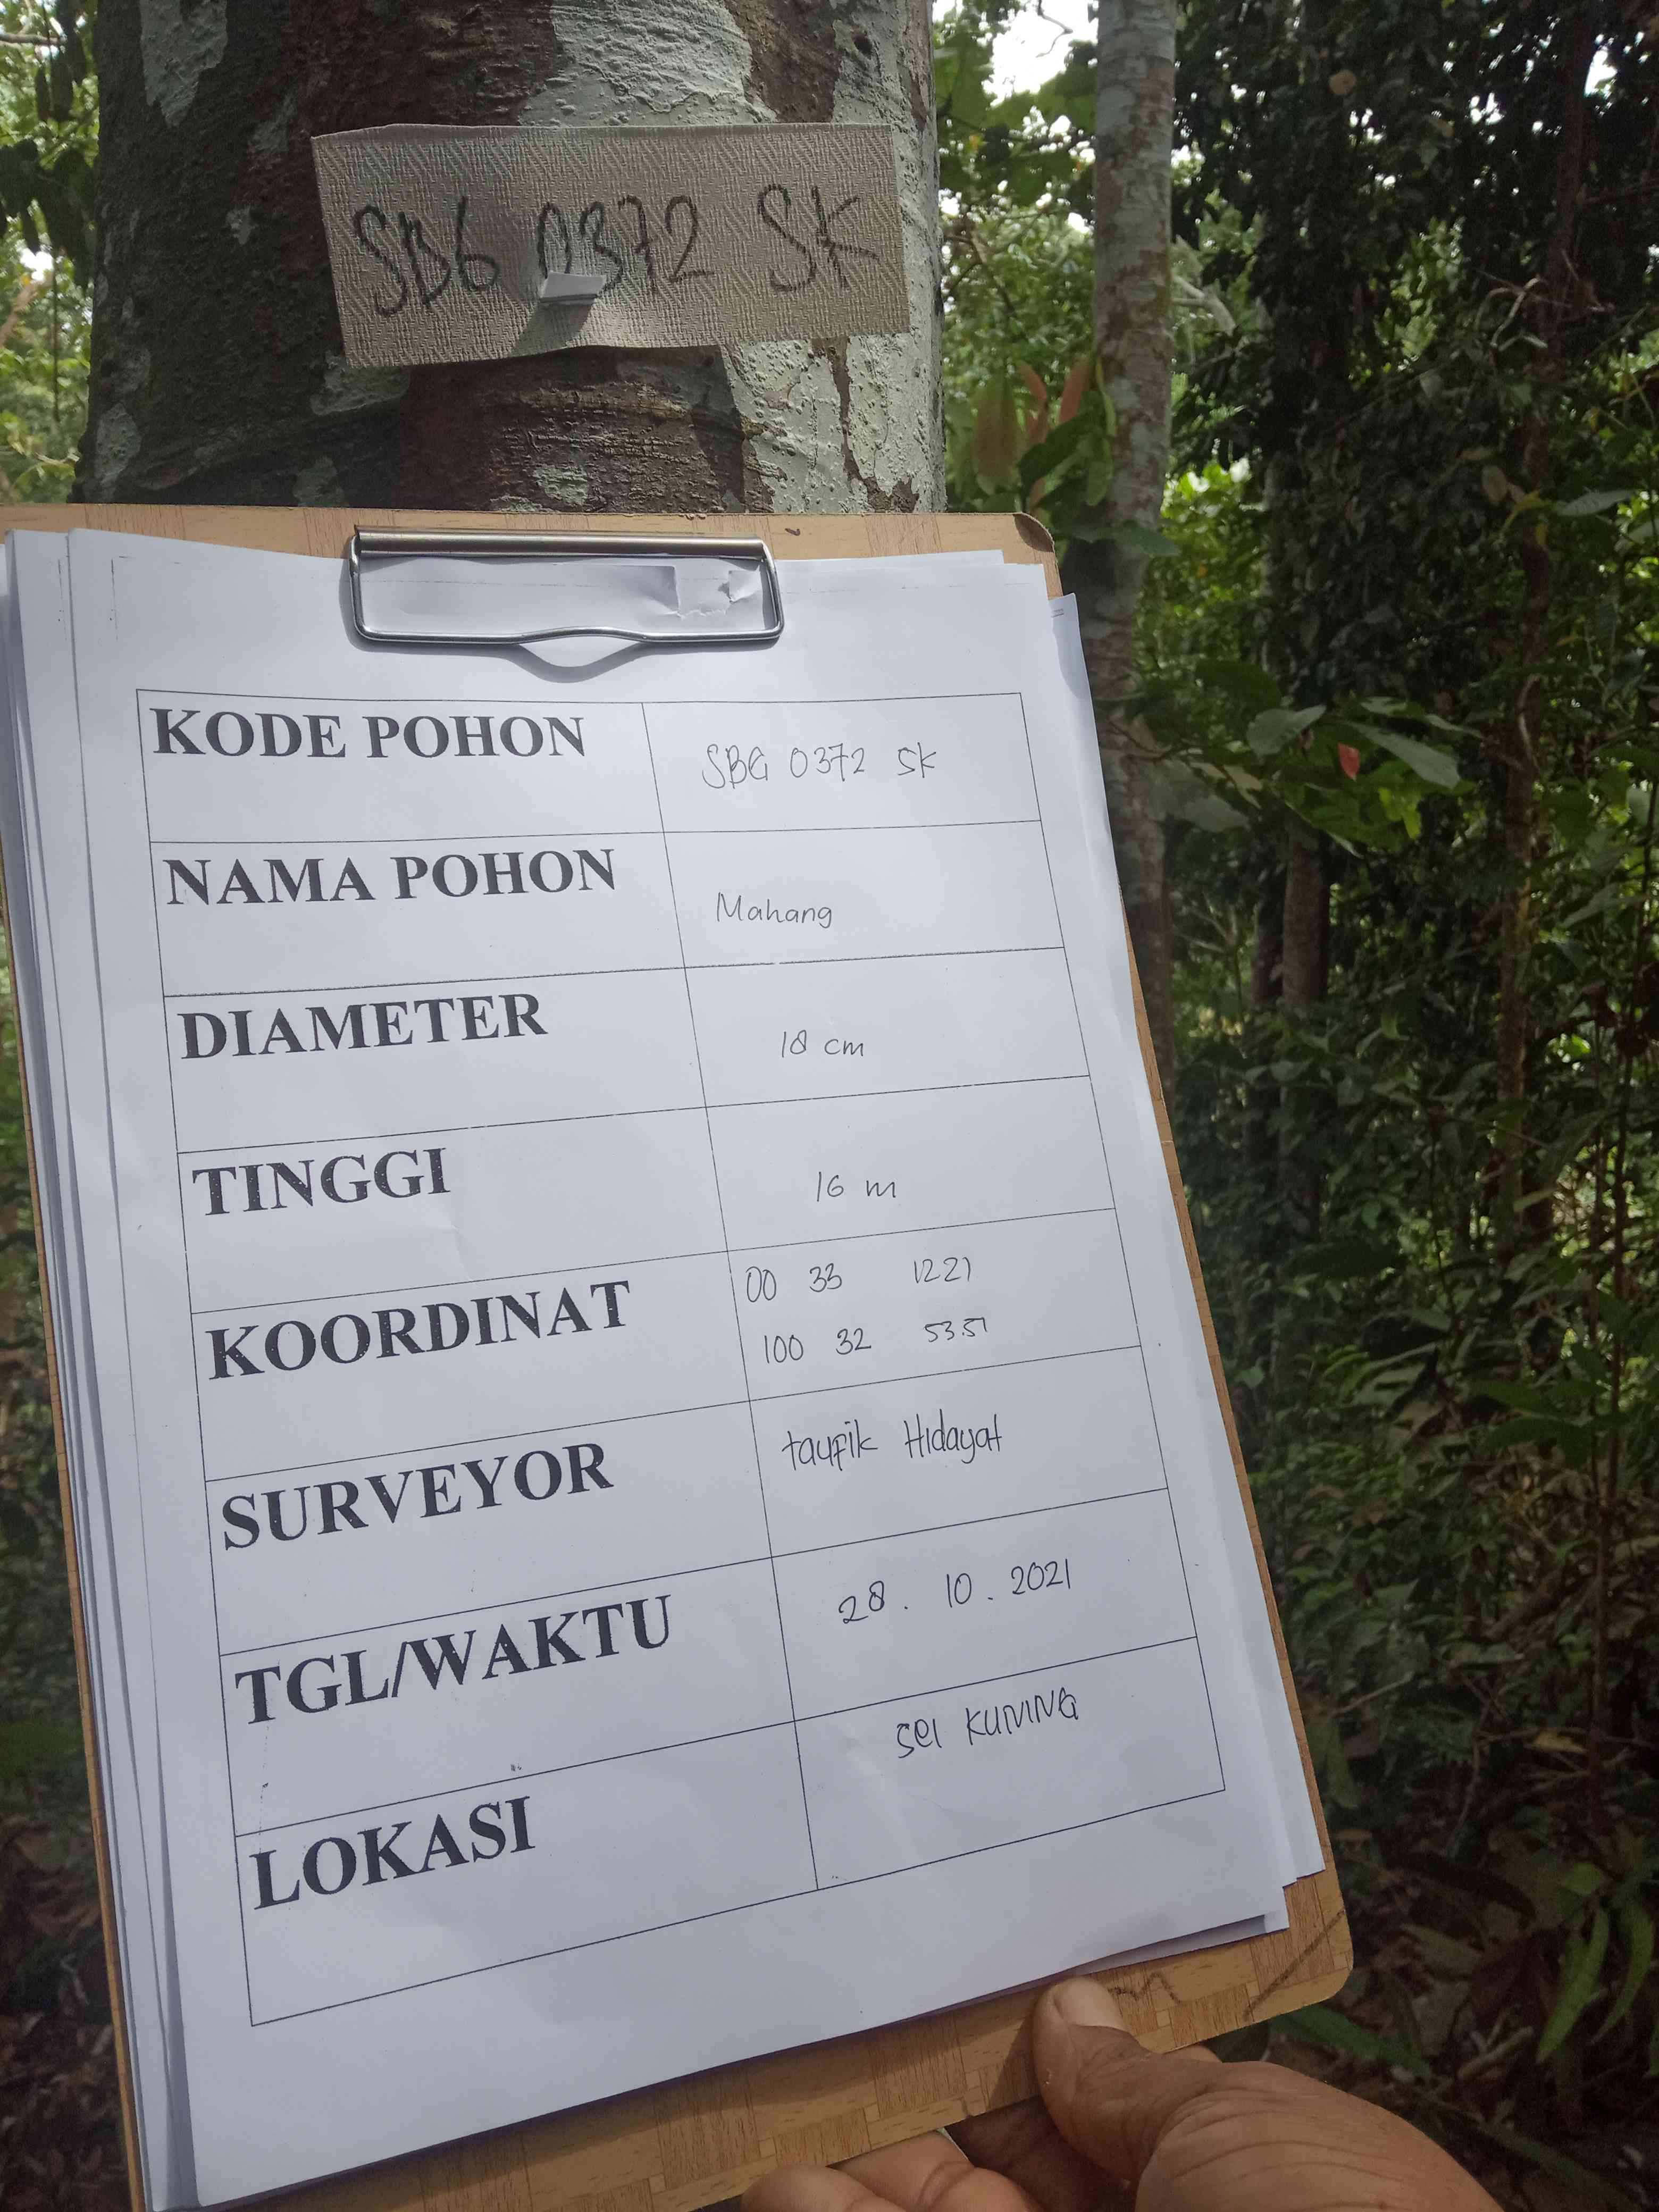 SBG 0372 SK
KODE POHON SBG 0372 SK
NAMA POHON Mahang
DIAMETER 18 cm
TINGGI 16 m
KOORDINAT 00 33 12.21
100 32 53.51
SURVEYOR taufik Hidayat
TGL/WAKTU 28. 10. 2021
LOKASI sei KUNING